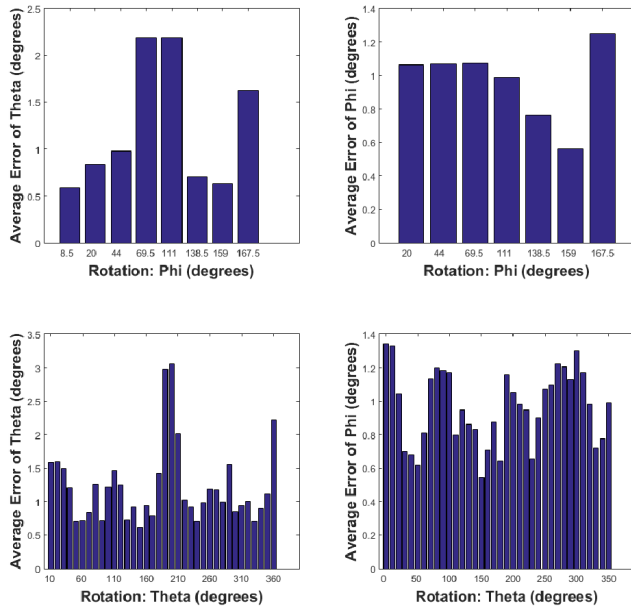 2.5
2
1.5
1
0.5
0
8.5 20 44 69.5 111 138.5 159 167.5
Rotation: Phi (degrees)
Average Error of Theta (degrees)
1.4
1.2
1
0.8
0.6
0.4
0.2
0
20 44 69.5 111 138.5 159 167.5
Rotation: Phi (degrees)
Average Error of Phi (degrees)
3.5
3
2.5
2
1.5
1
0.5
0
10 60 110 160 210 260 310 360
Rotation: Theta (degrees)
Average Error of Theta (degrees)
1.4
1.2
1
0.8
0.6
0.4
0.2
0
0 50 100 150 200 250 300 350
Rotation: Theta (degrees)
Average Error of Phi (degrees)